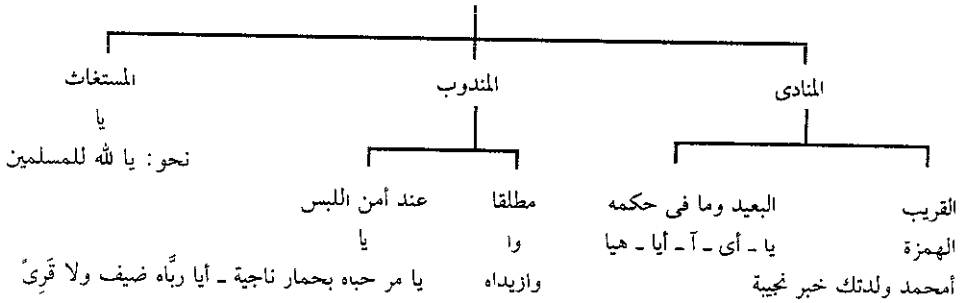 المنادى المندوب المستغاث
يا
نحو: يا لله للمسلمين
القريب البعيد وما فى حكمه مطلقا عند أمن اللبس
الهمزة يا ـ أى ـ آ ـ أيا ـ هيا وا يا
أمحمد ولدتك خبر نجيبة وازيداه يا مر حبه بحمار ناجية ـ أيا ربَّاه ضيف ولا قَرِىً